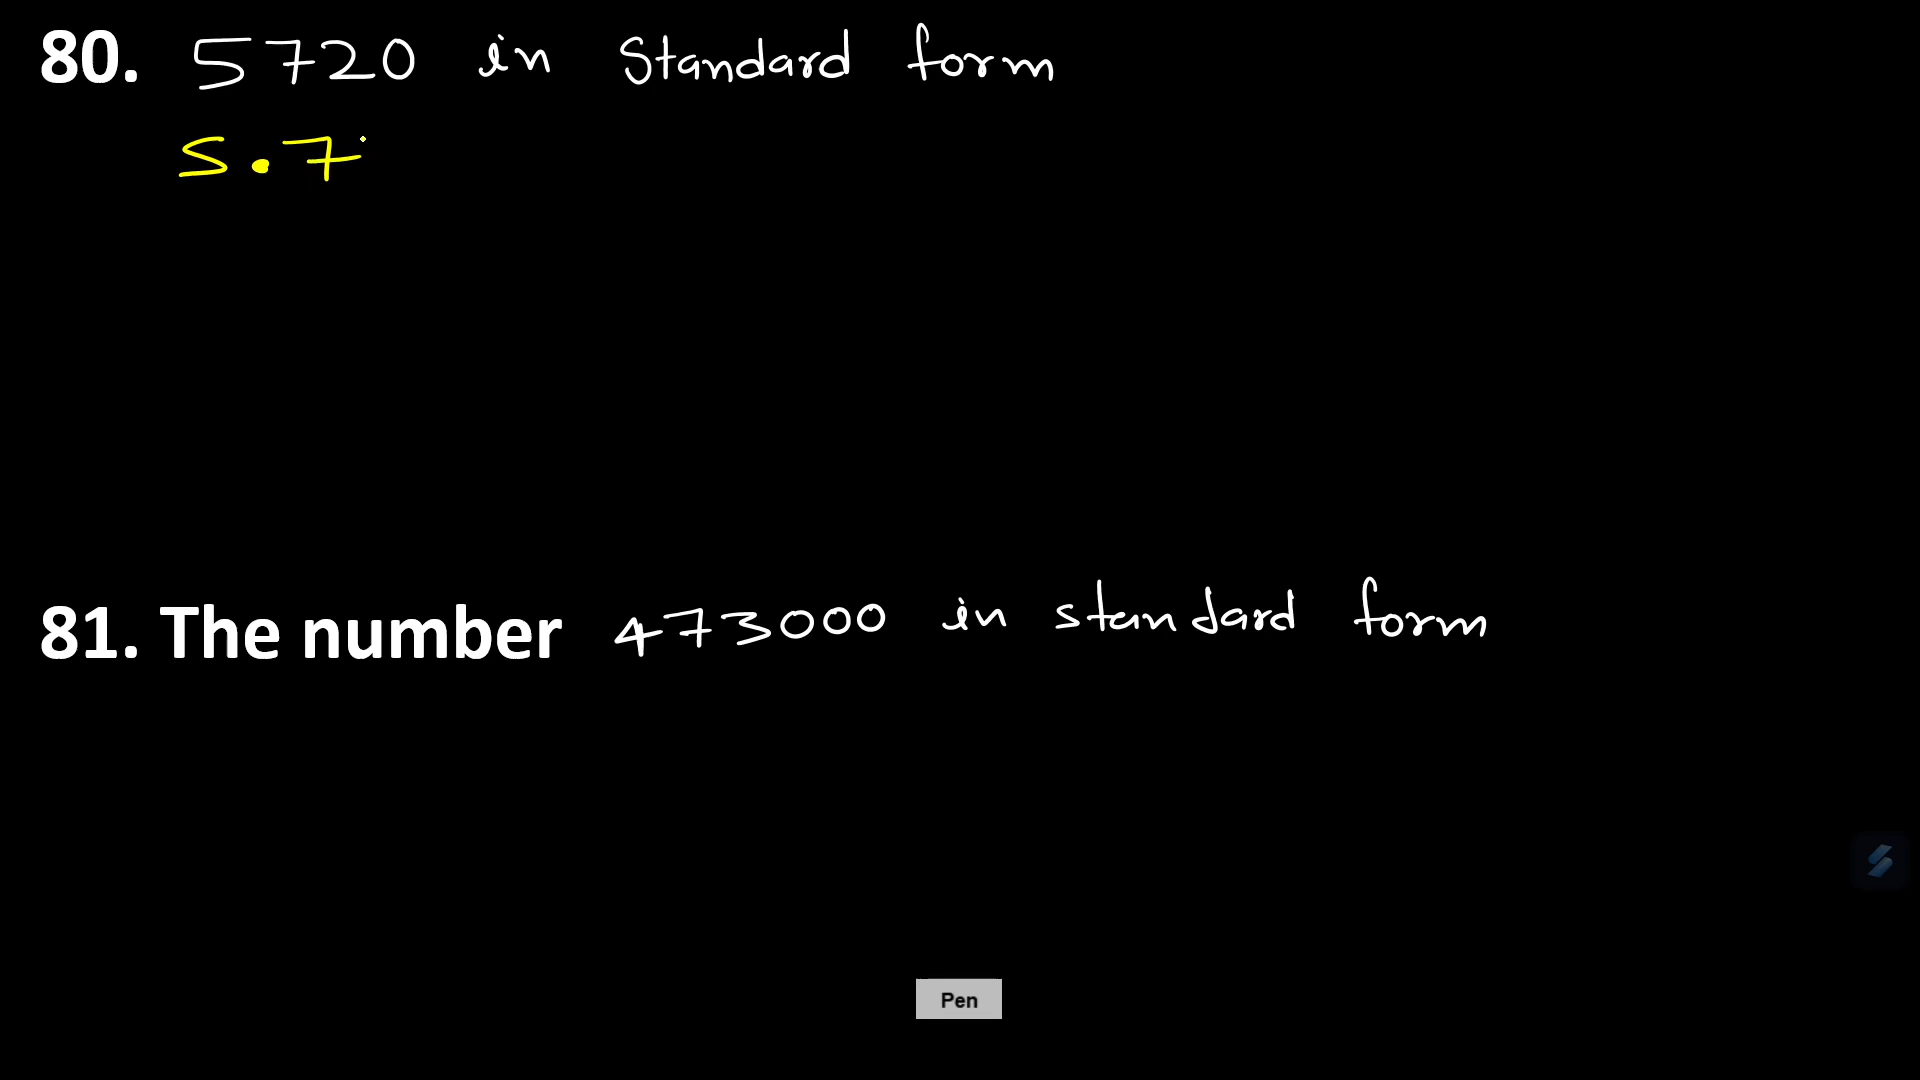 80. 5720 in Standard form
5.7
81. The number 473000 in standard form
Pen